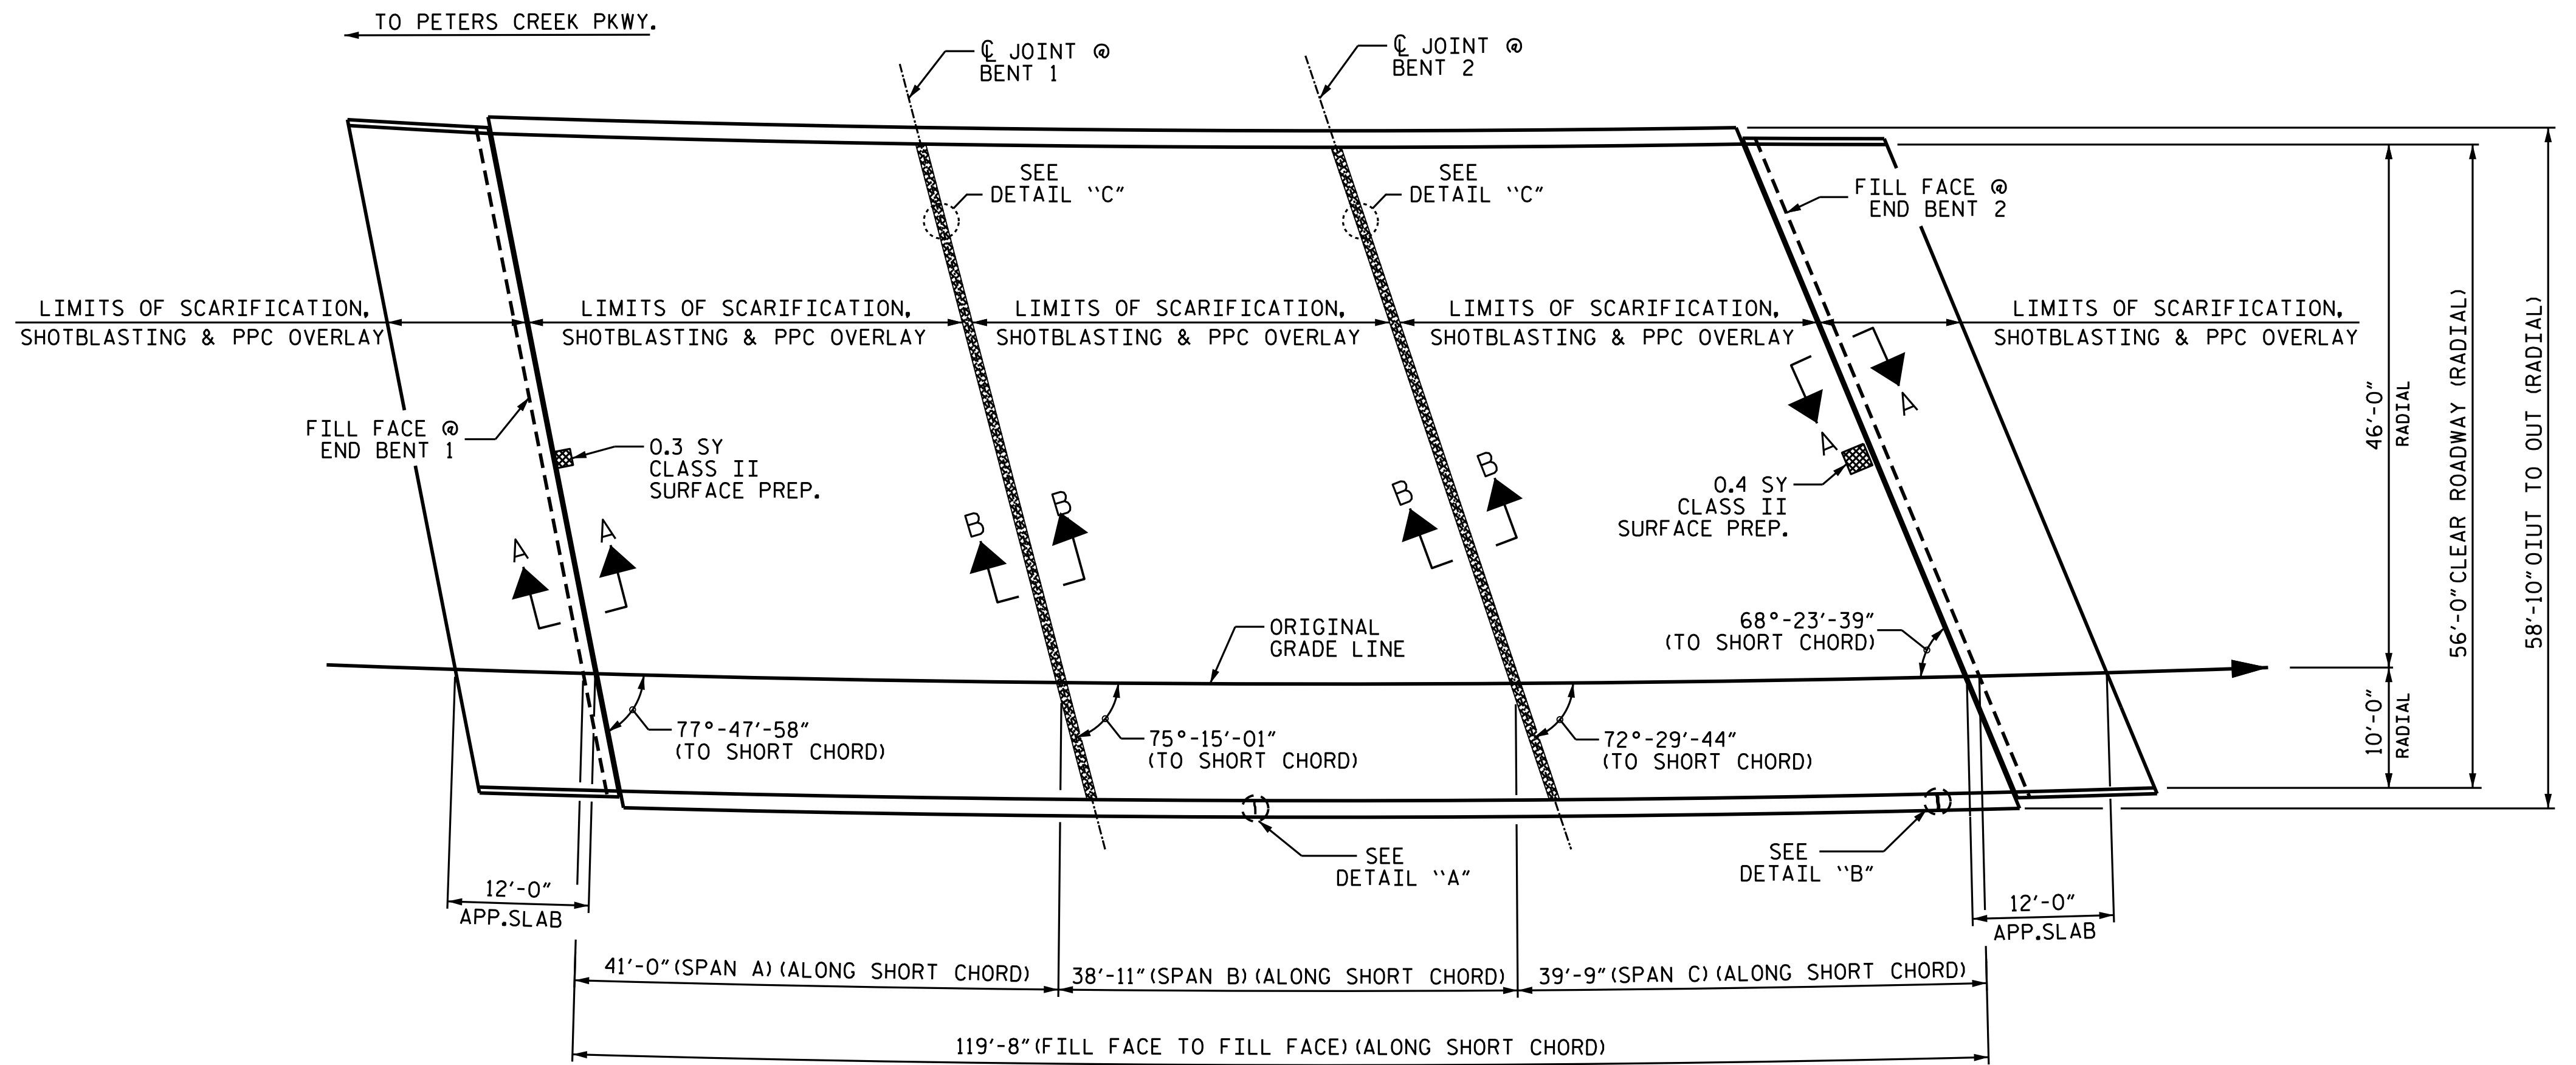 TO PETERS CREEK PKWY.
℄ JOINT @
BENT 1
℄ JOINT @
BENT 2
SEE
DETAIL "C"
SEE
DETAIL "C"
FILL FACE @
END BENT 2
LIMITS OF SCARIFICATION,
SHOTBLASTING & PPC OVERLAY
LIMITS OF SCARIFICATION,
SHOTBLASTING & PPC OVERLAY
LIMITS OF SCARIFICATION,
SHOTBLASTING & PPC OVERLAY
LIMITS OF SCARIFICATION,
SHOTBLASTING & PPC OVERLAY
LIMITS OF SCARIFICATION,
SHOTBLASTING & PPC OVERLAY
FILL FACE @
END BENT 1
0.3 SY
CLASS II
SURFACE PREP.
A
A
B
B
B
B
A
A
0.4 SY
CLASS II
SURFACE PREP.
46'-0"
RADIAL
10'-0"
RADIAL
56'-0" CLEAR ROADWAY (RADIAL)
58'-10" OIUT TO OUT (RADIAL)
ORIGINAL
GRADE LINE
68°-23'-39"
(TO SHORT CHORD)
77°-47'-58"
(TO SHORT CHORD)
75°-15'-01"
(TO SHORT CHORD)
72°-29'-44"
(TO SHORT CHORD)
SEE
DETAIL "A"
SEE
DETAIL "B"
12'-0"
APP.SLAB
12'-0"
APP.SLAB
41'-0" (SPAN A) (ALONG SHORT CHORD)
38'-11" (SPAN B) (ALONG SHORT CHORD)
39'-9" (SPAN C) (ALONG SHORT CHORD)
119'-8" (FILL FACE TO FILL FACE) (ALONG SHORT CHORD)